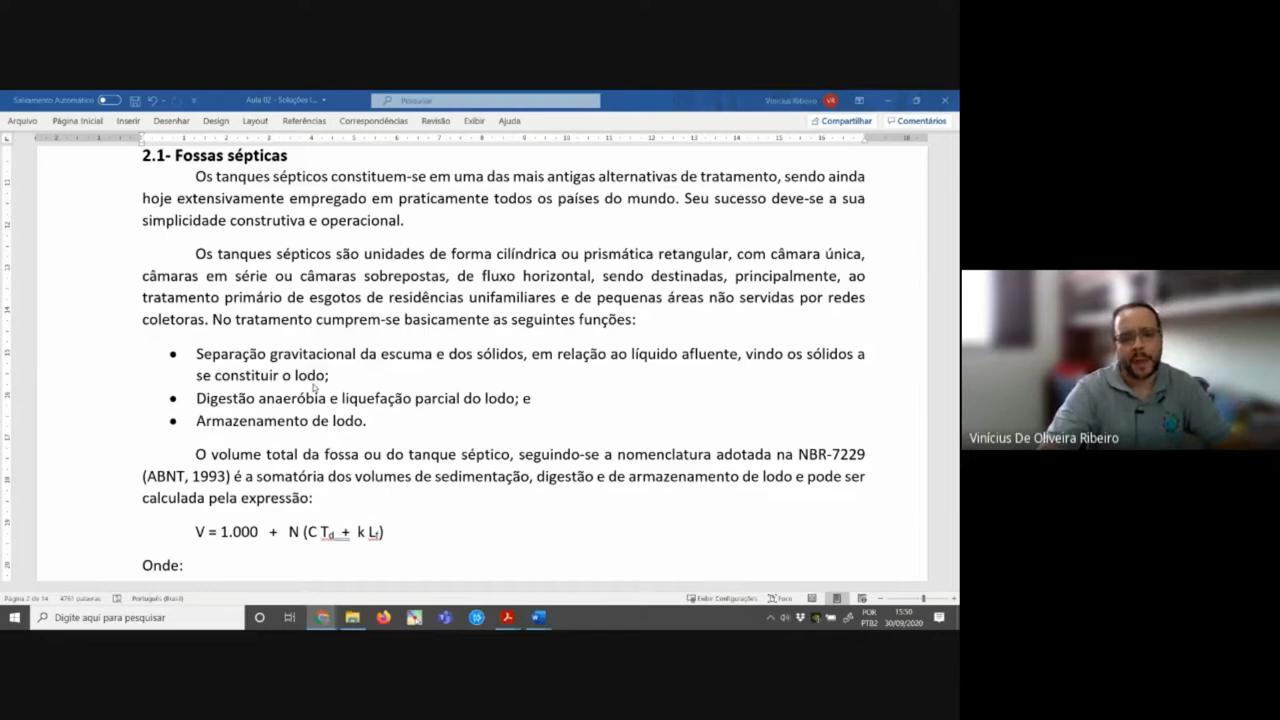 Salvamento Automático
Aula 02 - Soluções I...
Pesquisar
Vinicius Ribeiro
VR
Arquivo
Página Inicial
Inserir
Desenhar
Design
Layout
Referências
Correspondências
Revisão
Exibir
Ajuda
Compartilhar
Comentários
2.1- Fossas sépticas
Os tanques sépticos constituem-se em uma das mais antigas alternativas de tratamento, sendo ainda
hoje extensivamente empregado em praticamente todos os países do mundo. Seu sucesso deve-se a sua
simplicidade construtiva e operacional.
Os tanques sépticos são unidades de forma cilíndrica ou prismática retangular, com câmara única,
câmaras em série ou câmaras sobrepostas, de fluxo horizontal, sendo destinadas, principalmente, ao
tratamento primário de esgotos de residências unifamiliares e de pequenas áreas não servidas por redes
coletoras. No tratamento cumprem-se basicamente as seguintes funções:
• Separação gravitacional da escuma e dos sólidos, em relação ao líquido afluente, vindo os sólidos a
se constituir o lodo;
• Digestão anaeróbia e liquefação parcial do lodo; e
• Armazenamento de lodo.
O volume total da fossa ou do tanque séptico, seguindo-se a nomenclatura adotada na NBR-7229
(ABNT, 1993) é a somatória dos volumes de sedimentação, digestão e de armazenamento de lodo e pode ser
calculada pela expressão:
V = 1.000 + N (C Td + k Lf)
Onde:
Vinícius De Oliveira Ribeiro
Página 2 de 14
4761 palavras
Português (Brasil)
Exibir Configurações
Foco
Digite aqui para pesquisar
POR
PTB2
15:50
30/09/2020